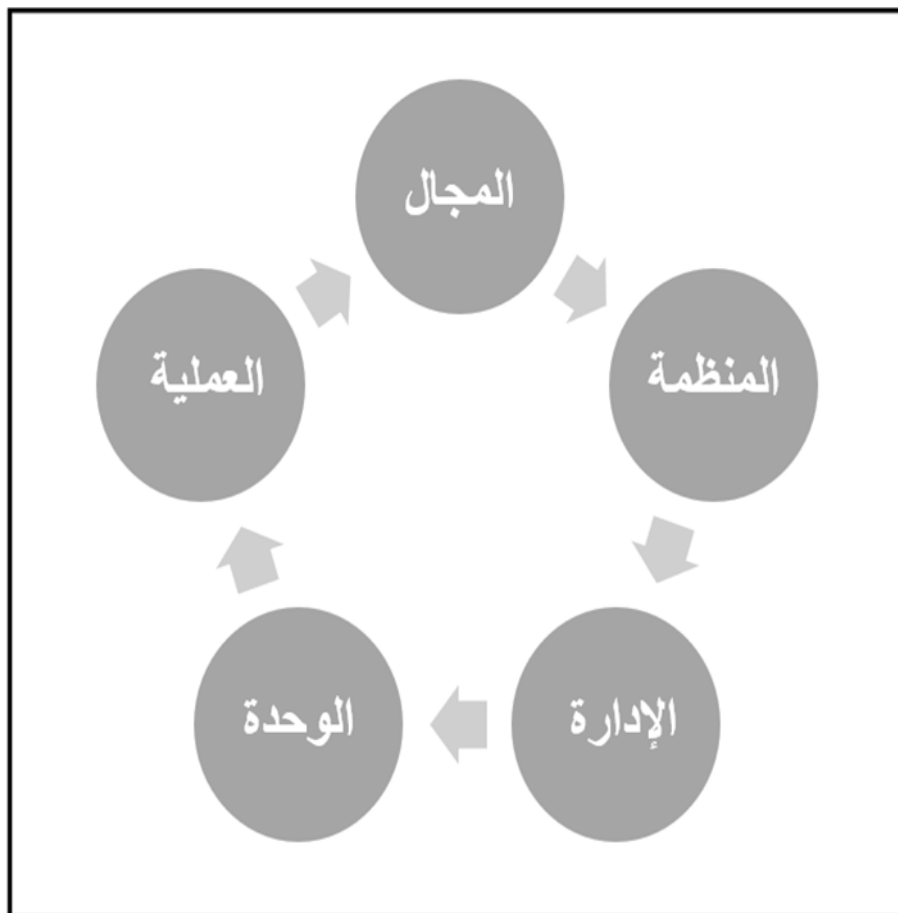 المجال
المنظمة
الإدارة
الوحدة
العملية